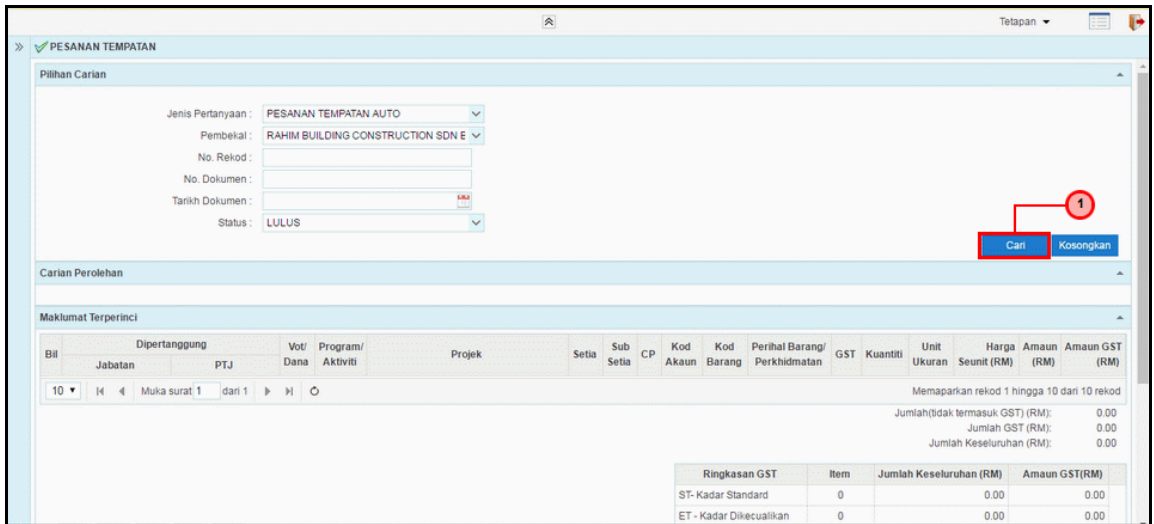 Tetapan
PESANAN TEMPATAN
Pilihan Carian
Jenis Pertanyaan : PESANAN TEMPATAN AUTO
Pembekal : RAHIM BUILDING CONSTRUCTION SDN
No. Rekod :
No. Dokumen :
Tarikh Dokumen :
Status : LULUS
1
Cari Kosongkan
Carian Perolehan
Maklumat Terperinci
Bil Dipertanggung Jabatan PTJ Vot/ Dana Program/ Aktiviti Projek Setia Sub Setia CP Kod Akaun Kod Barang Perihal Barang/ Perkhidmatan GST Kuantiti Unit Ukuran Harga Seunit (RM) Amaun (RM) Amaun GST (RM)
10 Muka surat 1 dari 1 Memaparkan rekod 1 hingga 10 dari 10 rekod
Jumlah(tidak termasuk GST) (RM): 0.00
Jumlah GST (RM): 0.00
Jumlah Keseluruhan (RM): 0.00
Ringkasan GST Item Jumlah Keseluruhan (RM) Amaun GST(RM)
ST- Kadar Standard 0 0.00 0.00
ET - Kadar Dikecualikan 0 0.00 0.00